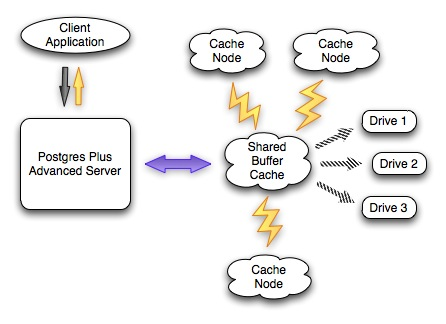 Client
Application
Cache
Node
Cache
Node
Drive 1
Postgres Plus
Advanced Server
Shared
Buffer
Cache
Drive 2
Drive 3
Cache
Node